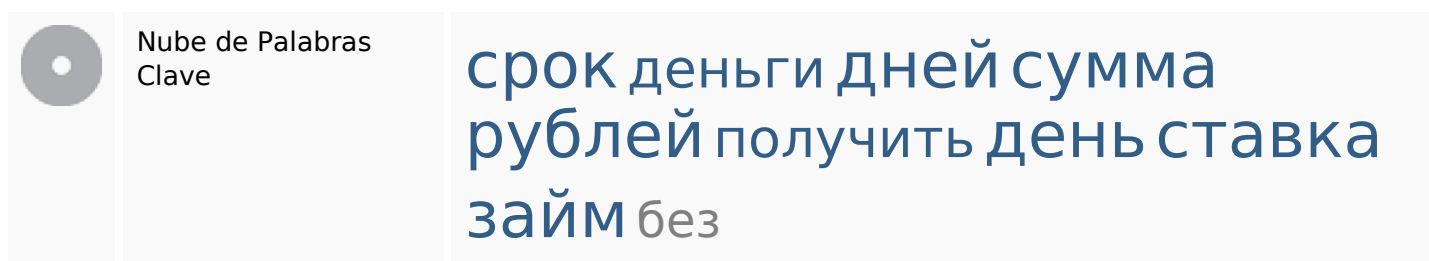 Nube de Palabras
Clave
срок деньги дней сумма
рублей получить день ставка
займ без